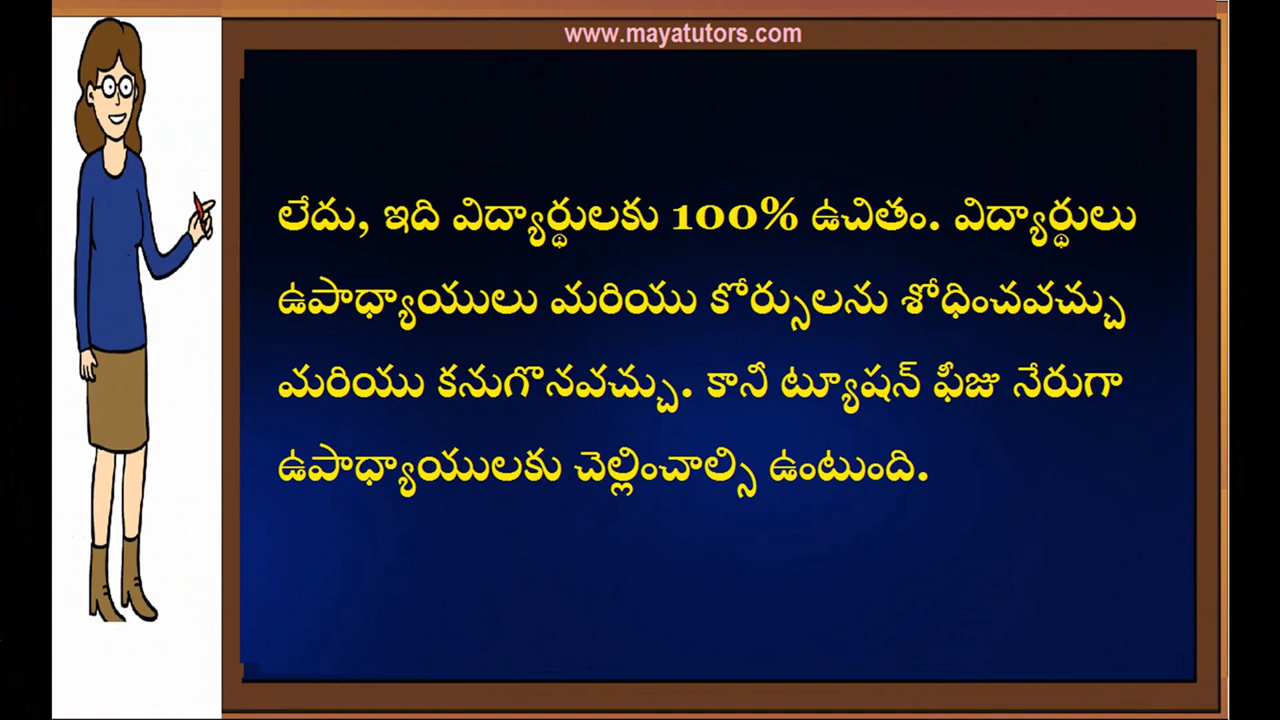 www.mayatutors.com
లేదు, ఇది విద్యార్థులకు 100% ఉచితం. విద్యార్థులు
ఉపాధ్యాయులు మరియు కోర్సులను శోధించవచ్చు
మరియు కనుగొనవచ్చు. కానీ ట్యూషన్ ఫీజు నేరుగా
ఉపాధ్యాయులకు చెల్లించాల్సి ఉంటుంది.